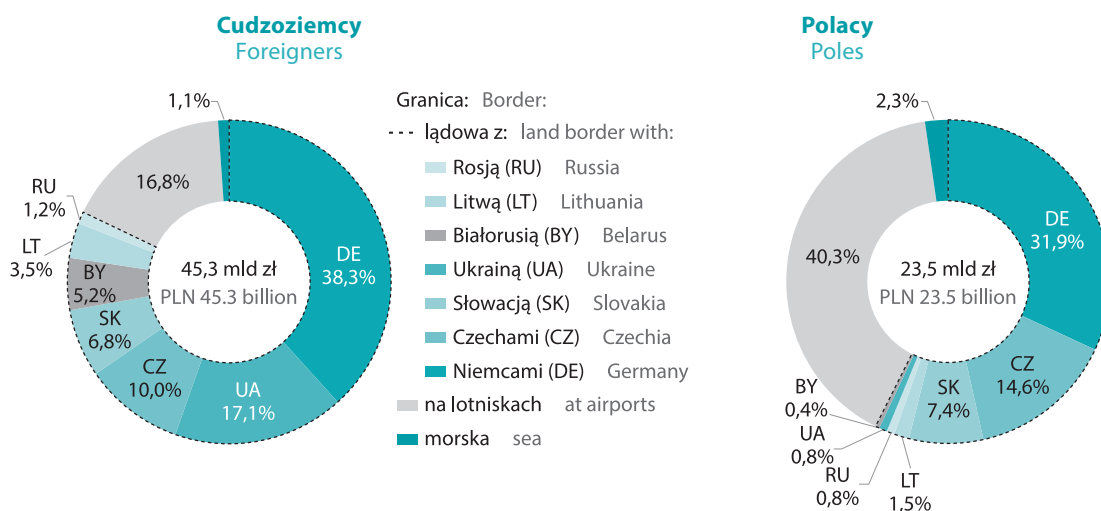 Cudzoziemcy
Foreigners
1,1%
16,8%
RU
1,2%
LT
3,5%
BY
5,2%
SK
6,8%
CZ
10,0%
UA
17,1%
DE
38,3%
45,3 mld zł
PLN 45.3 billion
Granica: Border:
lądowa z: land border with:
Rosją (RU) Russia
Litwą (LT) Lithuania
Białorusią (BY) Belarus
Ukrainą (UA) Ukraine
Słowacją (SK) Slovakia
Czechami (CZ) Czechia
Niemcami (DE) Germany
na lotniskach at airports
morska sea
Polacy
Poles
2,3%
40,3%
DE
31,9%
23,5 mld zł
PLN 23.5 billion
CZ
14,6%
SK
7,4%
BY
0,4%
UA
0,8%
RU
0,8%
LT
1,5%